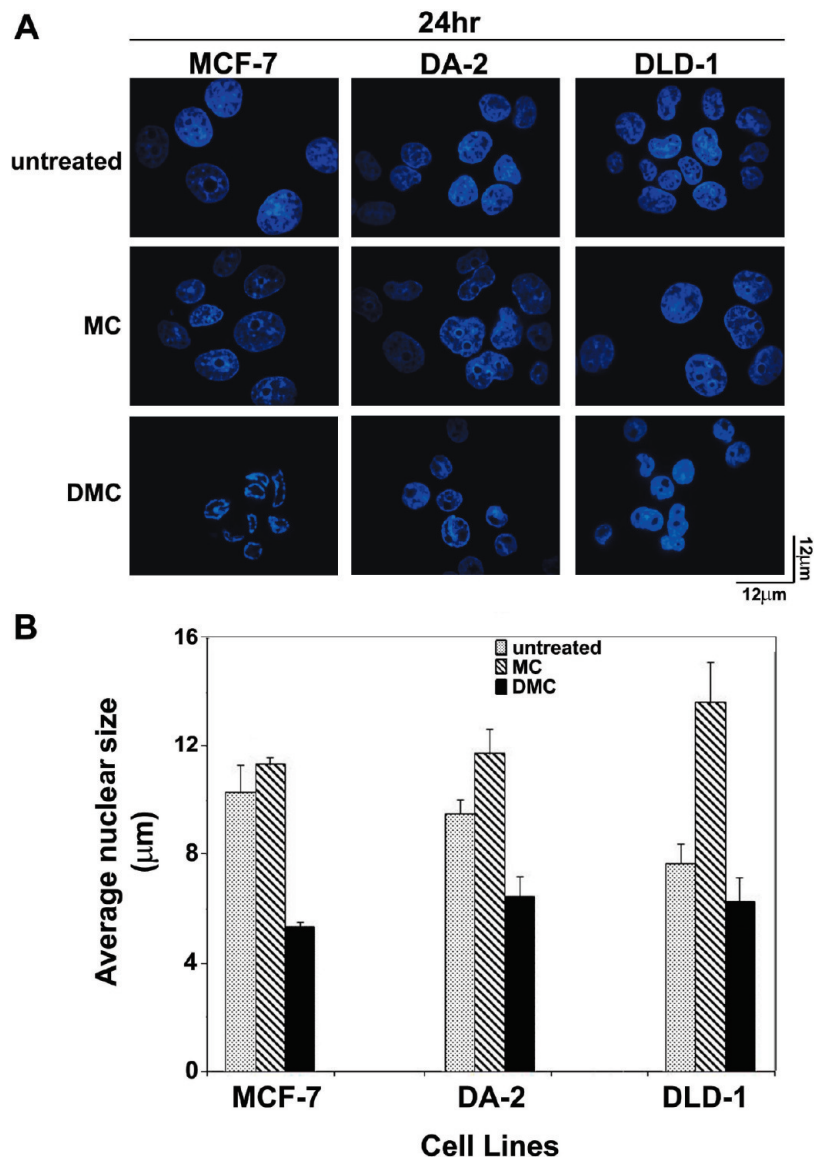 A
24hr
MCF-7 DA-2 DLD-1
untreated
MC
DMC
12μm
12μm
B
untreated
MC
DMC
16
12
8
4
0
Average nuclear size
(μm)
MCF-7 DA-2 DLD-1
Cell Lines